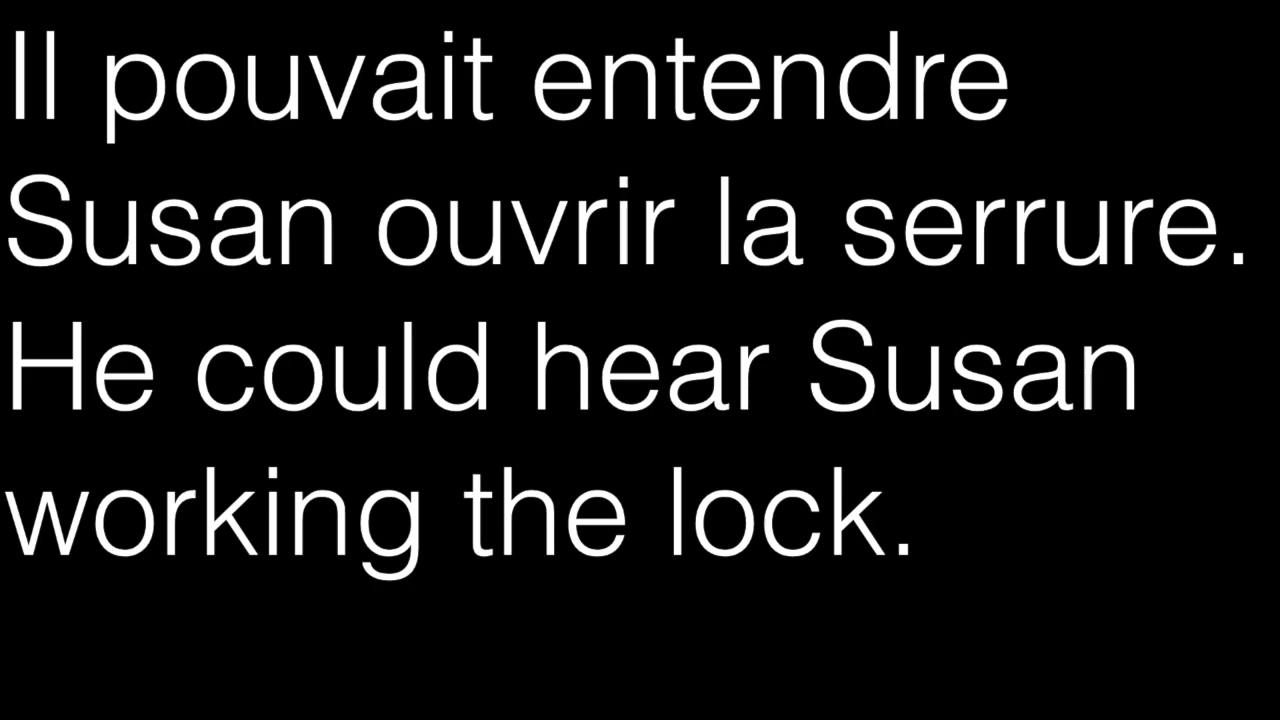 Il pouvait entendre
Susan ouvrir la serrure.
He could hear Susan
working the lock.